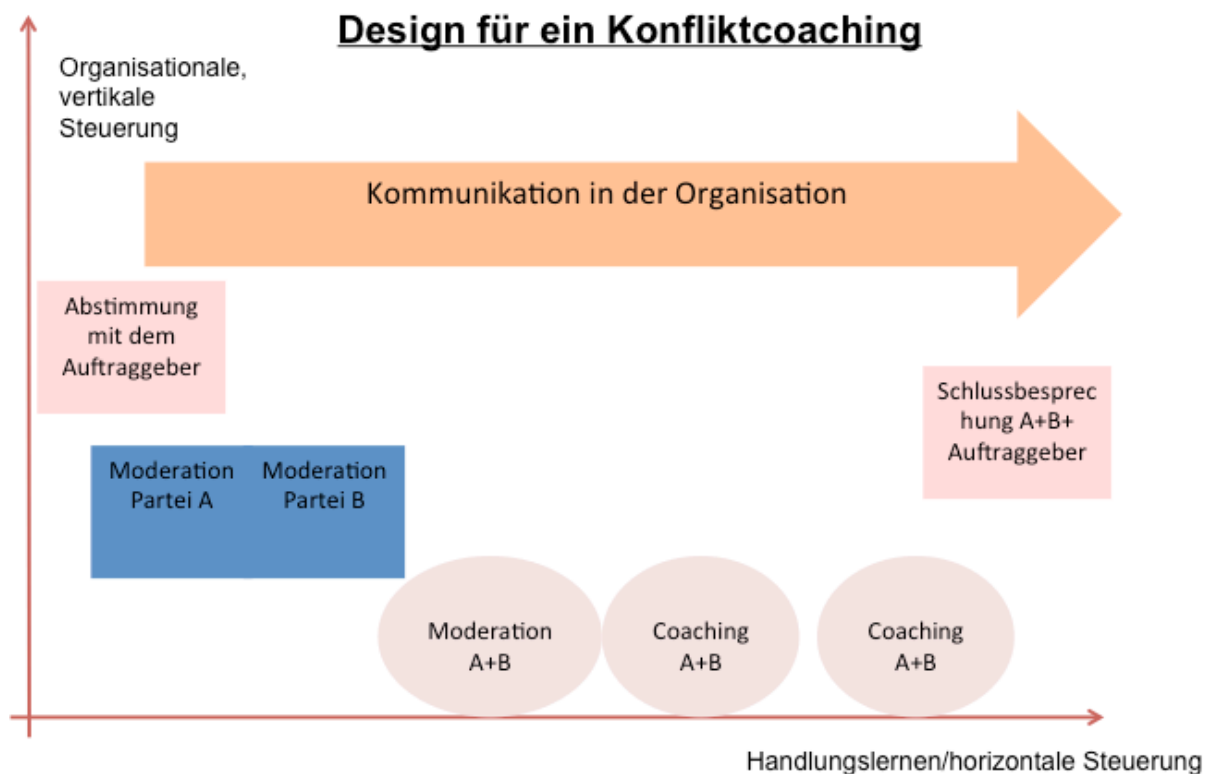 Design für ein Konfliktcoaching
Organisationale,
vertikale
Steuerung
Kommunikation in der Organisation
Abstimmung
mit dem
Auftraggeber
Schlussbesprec
hung A+B+
Auftraggeber
Moderation
Partei A
Moderation
Partei B
Moderation
A+B
Coaching
A+B
Coaching
A+B
Handlungslernen/horizontale Steuerung